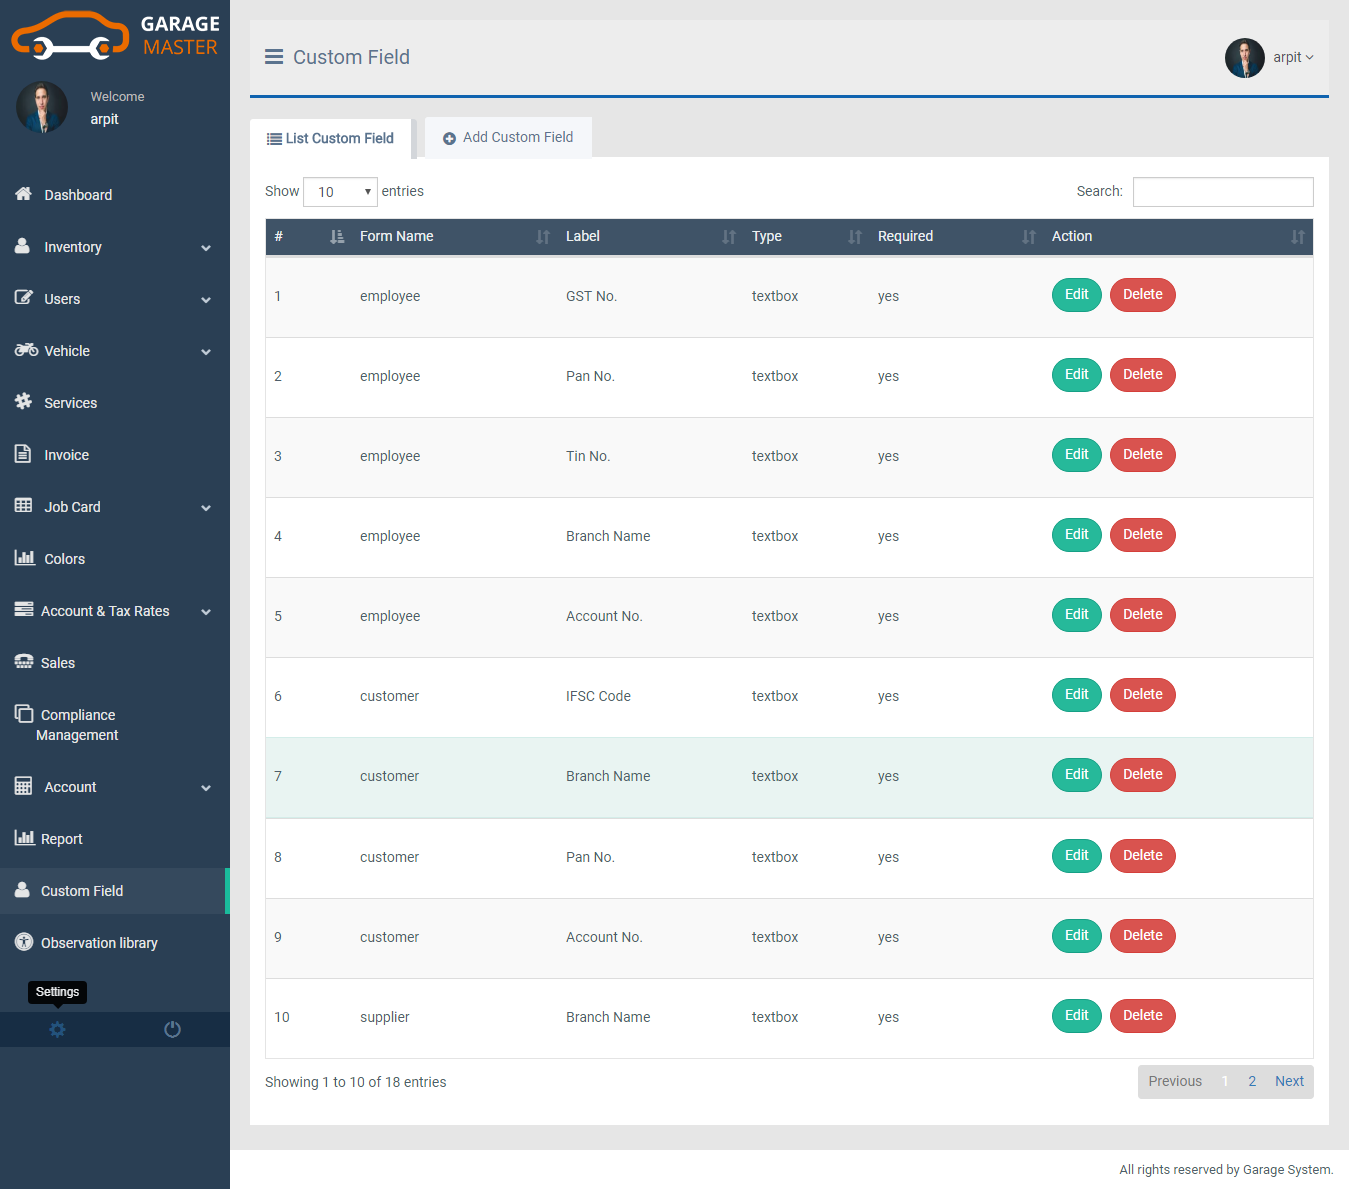 GARAGE
MASTER
Welcome
arpit
Dashboard
Inventory
Users
Vehicle
Services
Invoice
Job Card
Colors
Account & Tax Rates
Sales
Compliance
Management
Account
Report
Custom Field
Observation library
Settings
Custom Field
arpit
List Custom Field Add Custom Field
Show 10 entries Search:
# Form Name Label Type Required Action
1 employee GST No. textbox yes Edit Delete
2 employee Pan No. textbox yes Edit Delete
3 employee Tin No. textbox yes Edit Delete
4 employee Branch Name textbox yes Edit Delete
5 employee Account No. textbox yes Edit Delete
6 customer IFSC Code textbox yes Edit Delete
7 customer Branch Name textbox yes Edit Delete
8 customer Pan No. textbox yes Edit Delete
9 customer Account No. textbox yes Edit Delete
10 supplier Branch Name textbox yes Edit Delete
Showing 1 to 10 of 18 entries Previous 1 2 Next
All rights reserved by Garage System.